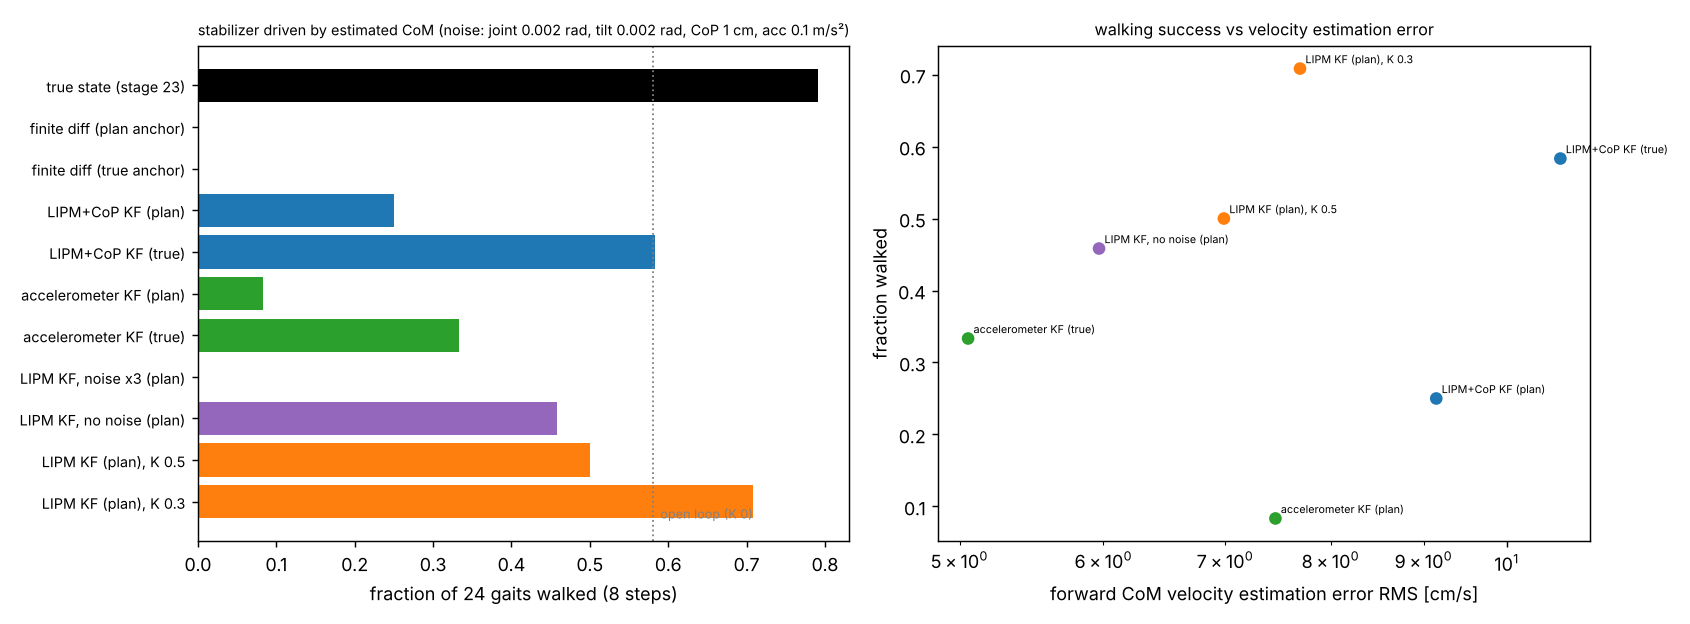 stabilizer driven by estimated CoM (noise: joint 0.002 rad, tilt 0.002 rad, CoP 1 cm, acc 0.1 m/s²)
true state (stage 23)
finite diff (plan anchor)
finite diff (true anchor)
LIPM+CoP KF (plan)
LIPM+CoP KF (true)
accelerometer KF (plan)
accelerometer KF (true)
LIPM KF, noise x3 (plan)
LIPM KF, no noise (plan)
LIPM KF (plan), K 0.5
LIPM KF (plan), K 0.3
open loop (K 0)
0.0 0.1 0.2 0.3 0.4 0.5 0.6 0.7 0.8
fraction of 24 gaits walked (8 steps)
walking success vs velocity estimation error
fraction walked
0.7
0.6
0.5
0.4
0.3
0.2
0.1
LIPM KF (plan), K 0.3
LIPM+CoP KF (true)
LIPM KF (plan), K 0.5
LIPM KF, no noise (plan)
accelerometer KF (true)
LIPM+CoP KF (plan)
accelerometer KF (plan)
5 × 10⁰ 6 × 10⁰ 7 × 10⁰ 8 × 10⁰ 9 × 10⁰ 10¹
forward CoM velocity estimation error RMS [cm/s]